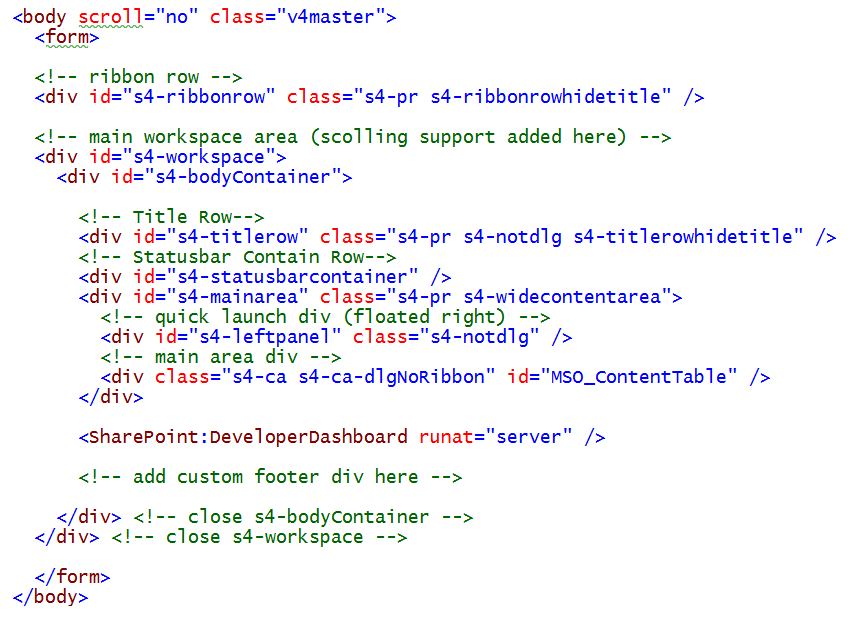 <body scroll="no" class="v4master">
<form>
<!-- ribbon row -->
<div id="s4-ribbonrow" class="s4-pr s4-ribbonrowhidetitle" />
<!-- main workspace area (scolling support added here) -->
<div id="s4-workspace">
<div id="s4-bodyContainer">
<!-- Title Row-->
<div id="s4-titlerow" class="s4-pr s4-notdlg s4-titlerowhidetitle" />
<!-- Statusbar Contain Row-->
<div id="s4-statusbarcontainer" />
<div id="s4-mainarea" class="s4-pr s4-widecontentarea">
<!-- quick launch div (floated right) -->
<div id="s4-leftpanel" class="s4-notdlg" />
<!-- main area div -->
<div class="s4-ca s4-ca-dlgNoRibbon" id="MSO_ContentTable" />
</div>
<SharePoint:DeveloperDashboard runat="server" />
<!-- add custom footer div here -->
</div> <!-- close s4-bodyContainer -->
</div> <!-- close s4-workspace -->
</form>
</body>